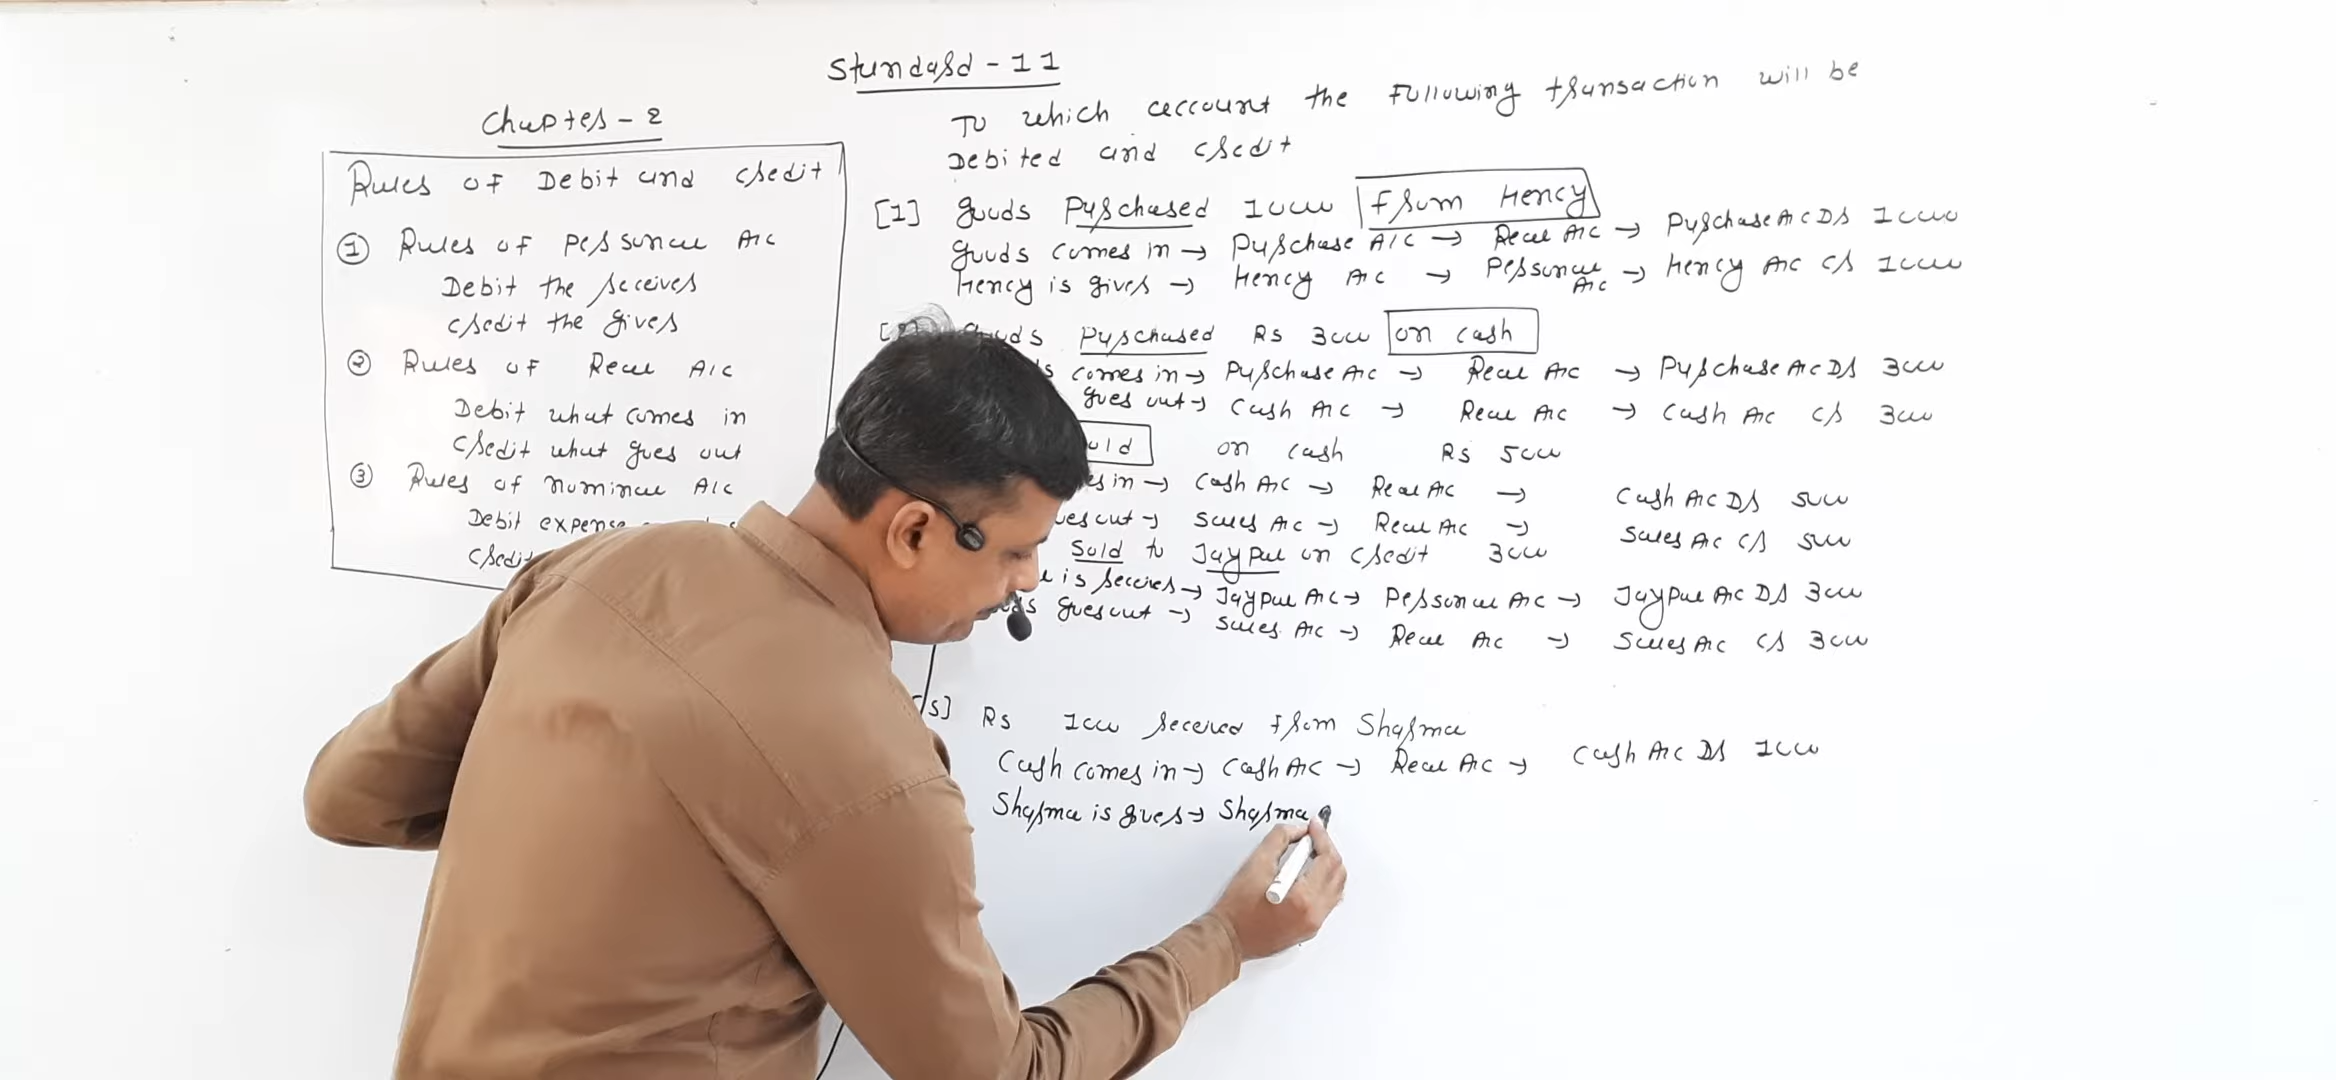 Standard - 11
Chapter - 2
Rules of Debit and credit
① Rules of personal A/c
Debit the receiver
credit the giver
② Rules of Real A/c
Debit what comes in
credit what goes out
③ Rules of nominal A/c
Debit expense
credit
To which account the following transaction will be
Debited and credit
[1] goods purchased 1000 from Hency
goods comes in → purchase A/c → Real A/c → purchase A/c Dr 1000
Hency is giver → Hency A/c → personal A/c → Hency A/c cr 1000
purchased Rs 3000 on cash
comes in → purchase A/c → Real A/c → purchase A/c Dr 3000
goes out → cash A/c → Real A/c → cash A/c cr 3000
on cash Rs 5000
in → cash A/c → Real A/c → cash A/c Dr 5000
out → sales A/c → Real A/c → sales A/c cr 5000
sold to Jaypal on credit 3000
is receiver → Jaypal A/c → personal A/c → Jaypal A/c Dr 3000
goes out → sales A/c → Real A/c → sales A/c cr 3000
[5] Rs 1000 received from Sharma
Cash comes in → cash A/c → Real A/c → cash A/c Dr 1000
Sharma is giver → Sharma